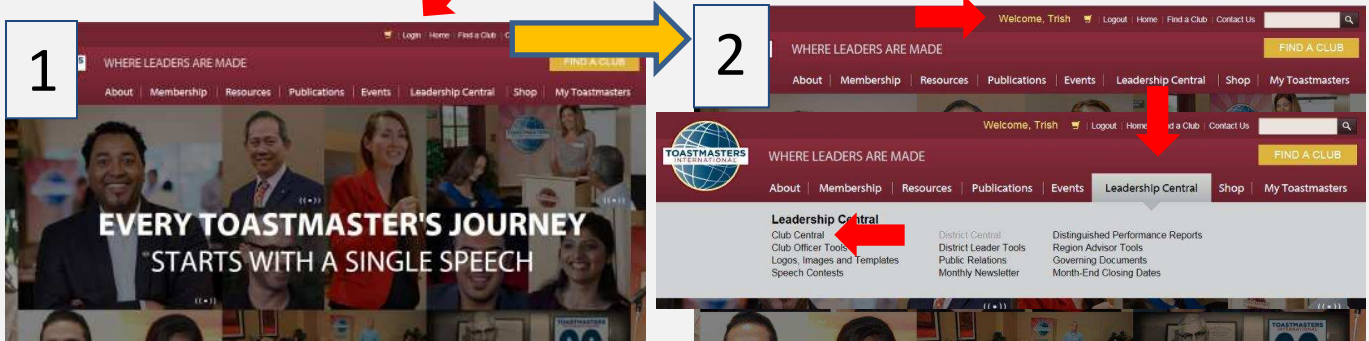 1
Login | Home | Find a Club
WHERE LEADERS ARE MADE
FIND A CLUB
About | Membership | Resources | Publications | Events | Leadership Central | Shop | My Toastmasters
EVERY TOASTMASTER'S JOURNEY
STARTS WITH A SINGLE SPEECH
2
Welcome, Trish | Logout | Home | Find a Club | Contact Us
WHERE LEADERS ARE MADE
FIND A CLUB
About | Membership | Resources | Publications | Events | Leadership Central | Shop | My Toastmasters
Welcome, Trish | Logout | Home | Find a Club | Contact Us
TOASTMASTERS
INTERNATIONAL
WHERE LEADERS ARE MADE
FIND A CLUB
About | Membership | Resources | Publications | Events | Leadership Central | Shop | My Toastmasters
Leadership Central
Club Central District Central Distinguished Performance Reports
Club Officer Tools District Leader Tools Region Advisor Tools
Logos, Images and Templates Public Relations Governing Documents
Speech Contests Monthly Newsletter Month-End Closing Dates